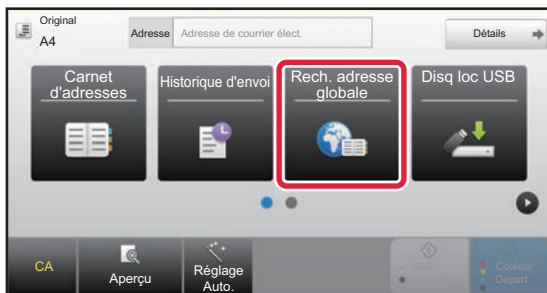 Original
A4
Adresse
Adresse de courrier élect.
Détails
Carnet
d'adresses
Historique d'envoi
Rech. adresse
globale
Disq loc USB
CA
Aperçu
Réglage
Auto.
N&B
Départ
Couleur
Départ